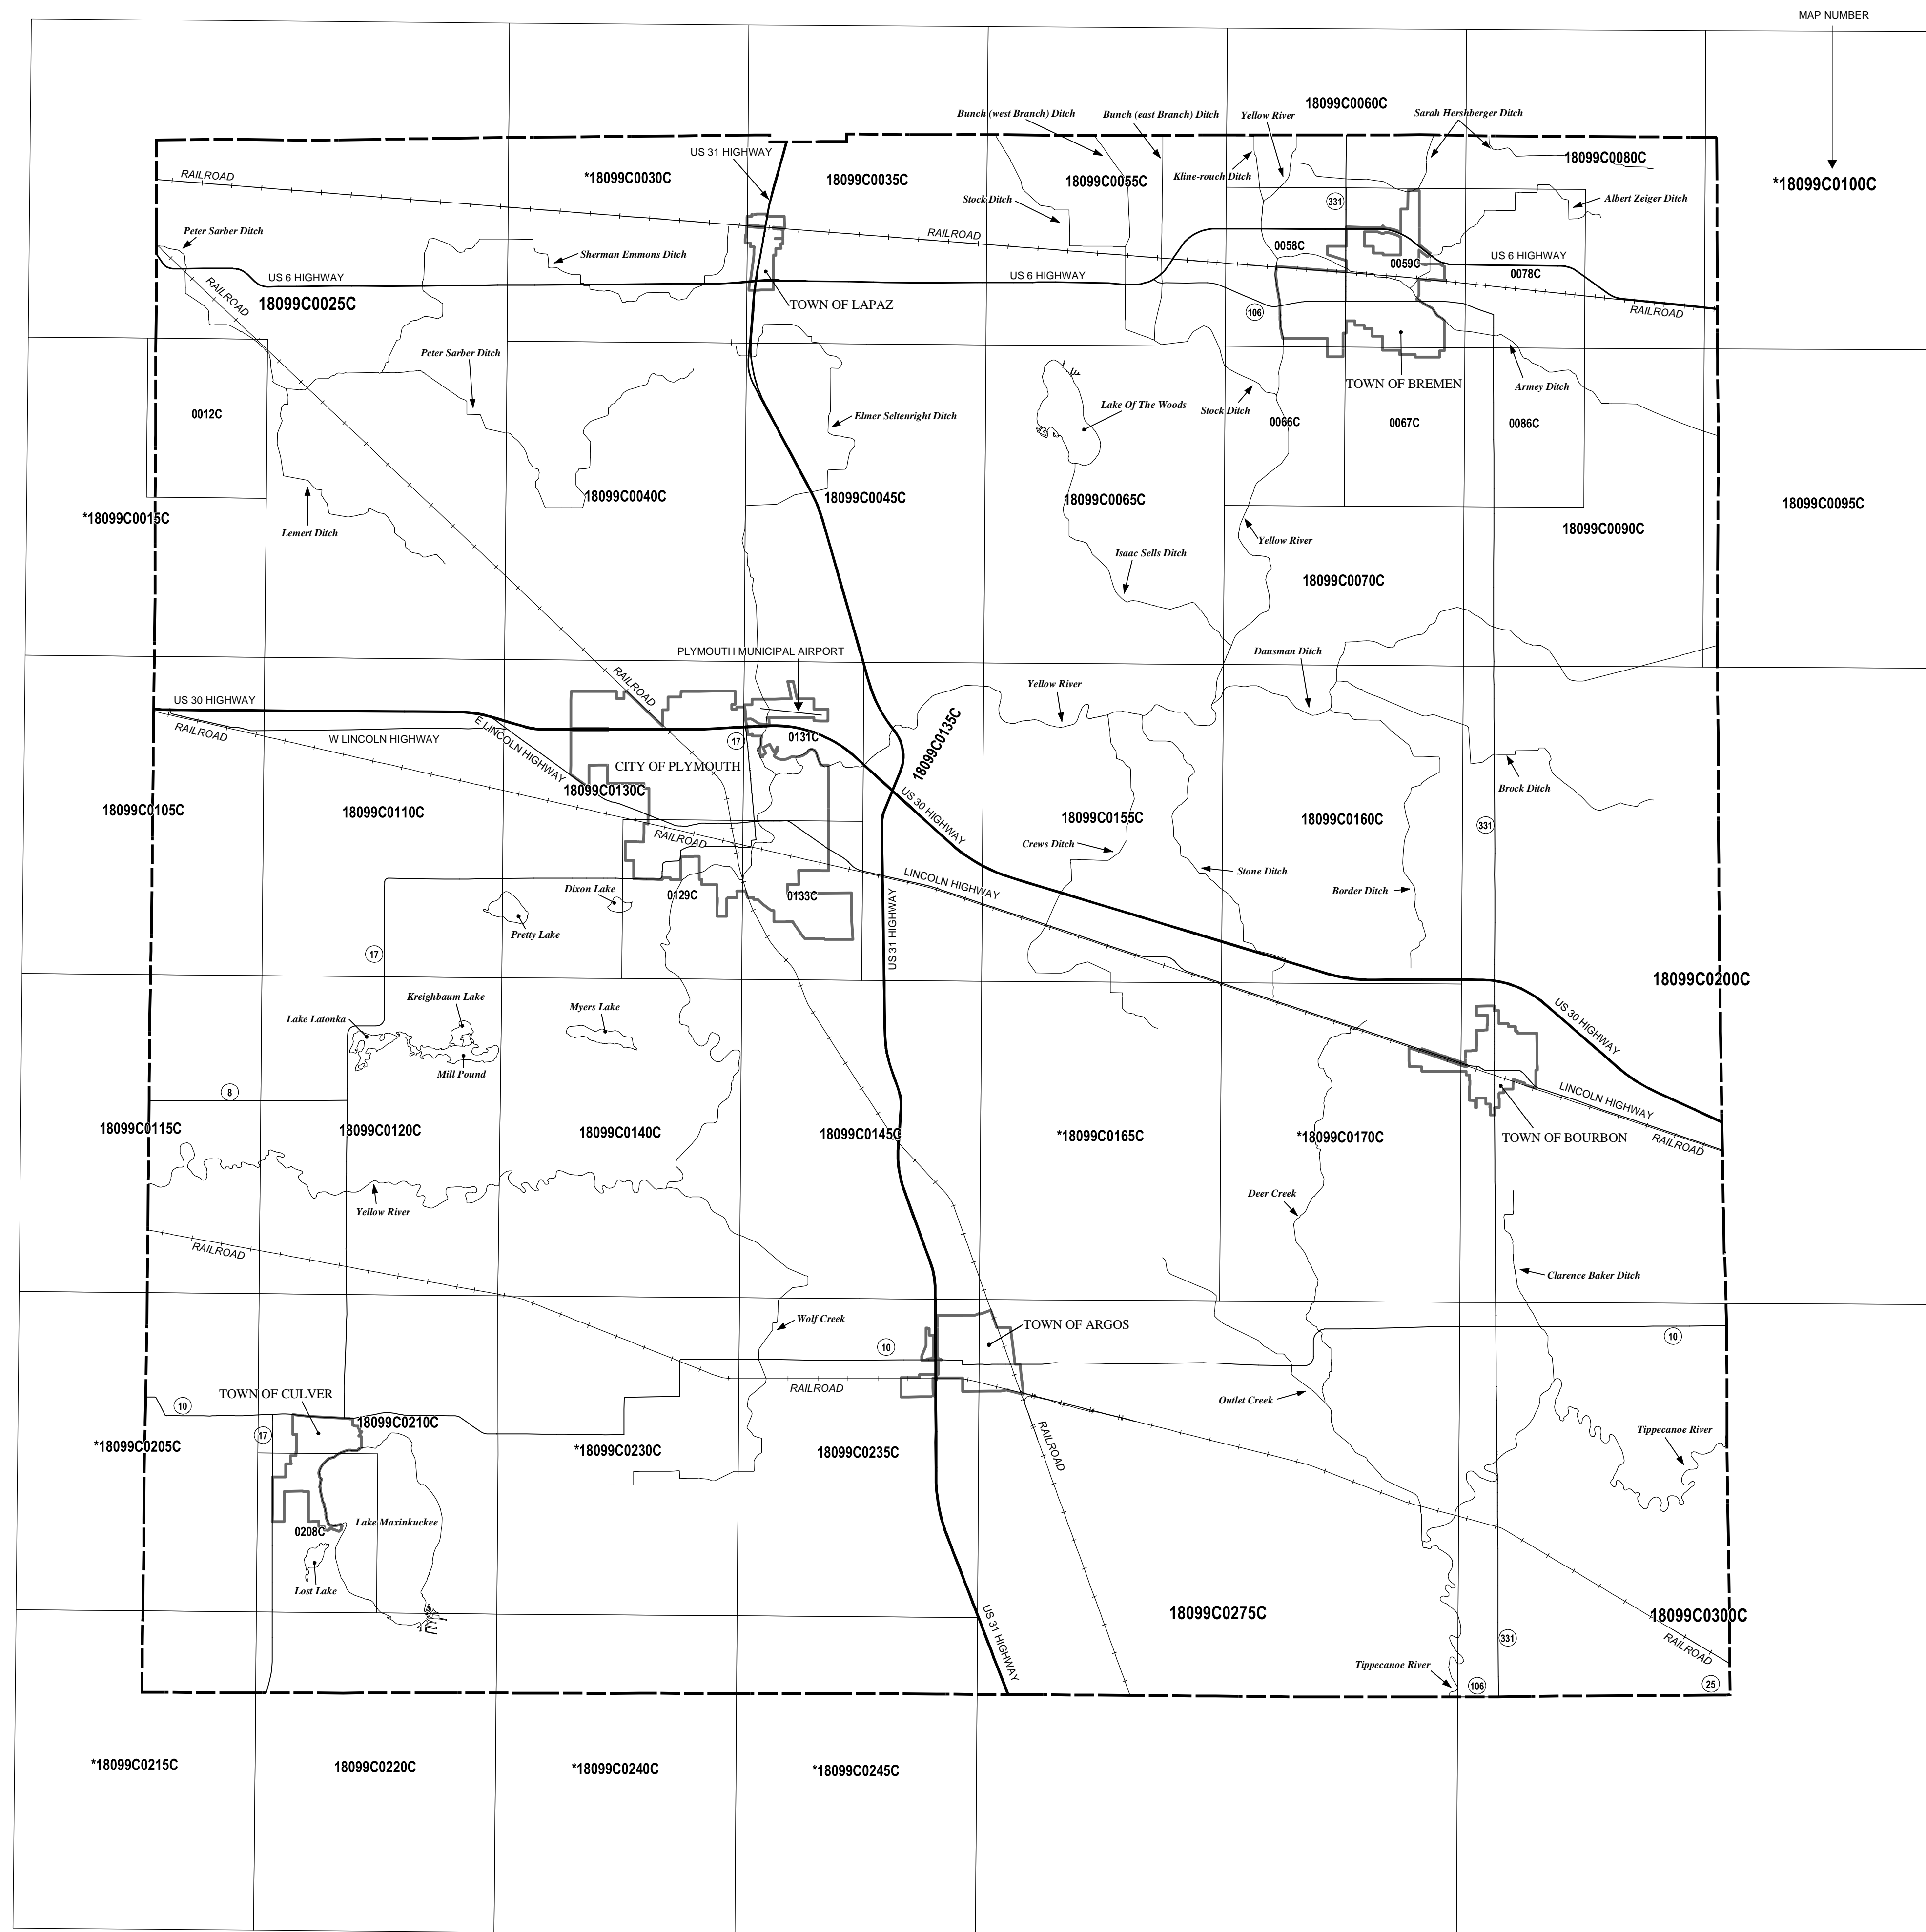 MAP NUMBER
18099C0060C
Bunch (west Branch) Ditch
Bunch (east Branch) Ditch
Yellow River
Sarah Hershberger Ditch
US 31 HIGHWAY
*18099C0030C
18099C0035C
18099C0055C
Kline-rouch Ditch
18099C0080C
*18099C0100C
RAILROAD
Stock Ditch
331
Albert Zeiger Ditch
Peter Sarber Ditch
RAILROAD
0058C
Sherman Emmons Ditch
US 6 HIGHWAY
0059C
US 6 HIGHWAY
US 6 HIGHWAY
0078C
RAILROAD
18099C0025C
TOWN OF LAPAZ
106
RAILROAD
Peter Sarber Ditch
TOWN OF BREMEN
Armey Ditch
0012C
Elmer Seltenright Ditch
Lake Of The Woods
Stock Ditch
0066C
0067C
0086C
18099C0040C
18099C0045C
18099C0065C
18099C0095C
*18099C0015C
Lemert Ditch
18099C0090C
Yellow River
Isaac Sells Ditch
18099C0070C
PLYMOUTH MUNICIPAL AIRPORT
Dausman Ditch
RAILROAD
Yellow River
US 30 HIGHWAY
E LINCOLN HIGHWAY
RAILROAD
W LINCOLN HIGHWAY
17
0131C
18099C0135C
CITY OF PLYMOUTH
18099C0130C
Brock Ditch
18099C0105C
18099C0110C
US 30 HIGHWAY
18099C0155C
18099C0160C
331
RAILROAD
Crews Ditch
Stone Ditch
LINCOLN HIGHWAY
Dixon Lake
0129C
0133C
Border Ditch
Pretty Lake
US 31 HIGHWAY
17
18099C0200C
Kreighbaum Lake
Myers Lake
Lake Latonka
US 30 HIGHWAY
Mill Pound
8
LINCOLN HIGHWAY
18099C0115C
18099C0120C
18099C0140C
18099C0145C
*18099C0165C
*18099C0170C
TOWN OF BOURBON
RAILROAD
Deer Creek
Yellow River
RAILROAD
Clarence Baker Ditch
Wolf Creek
TOWN OF ARGOS
10
10
RAILROAD
TOWN OF CULVER
10
Outlet Creek
18099C0210C
17
Tippecanoe River
*18099C0205C
*18099C0230C
18099C0235C
RAILROAD
Lake Maxinkuckee
0208C
Lost Lake
18099C0275C
18099C0300C
US 31 HIGHWAY
331
RAILROAD
Tippecanoe River
106
25
*18099C0215C
18099C0220C
*18099C0240C
*18099C0245C